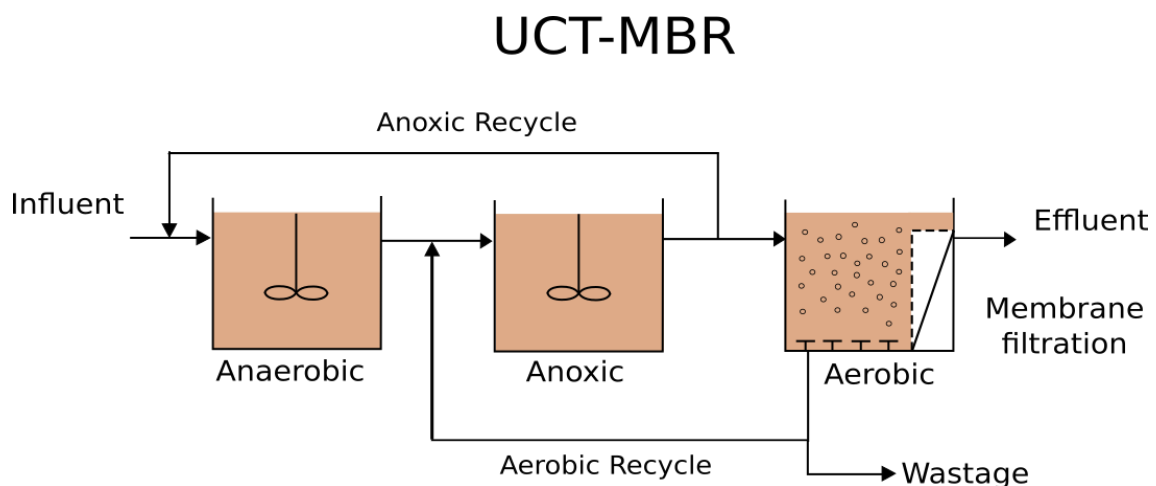 UCT-MBR
Anoxic Recycle
Influent
Effluent
Membrane
filtration
Anaerobic
Anoxic
Aerobic
Aerobic Recycle
Wastage